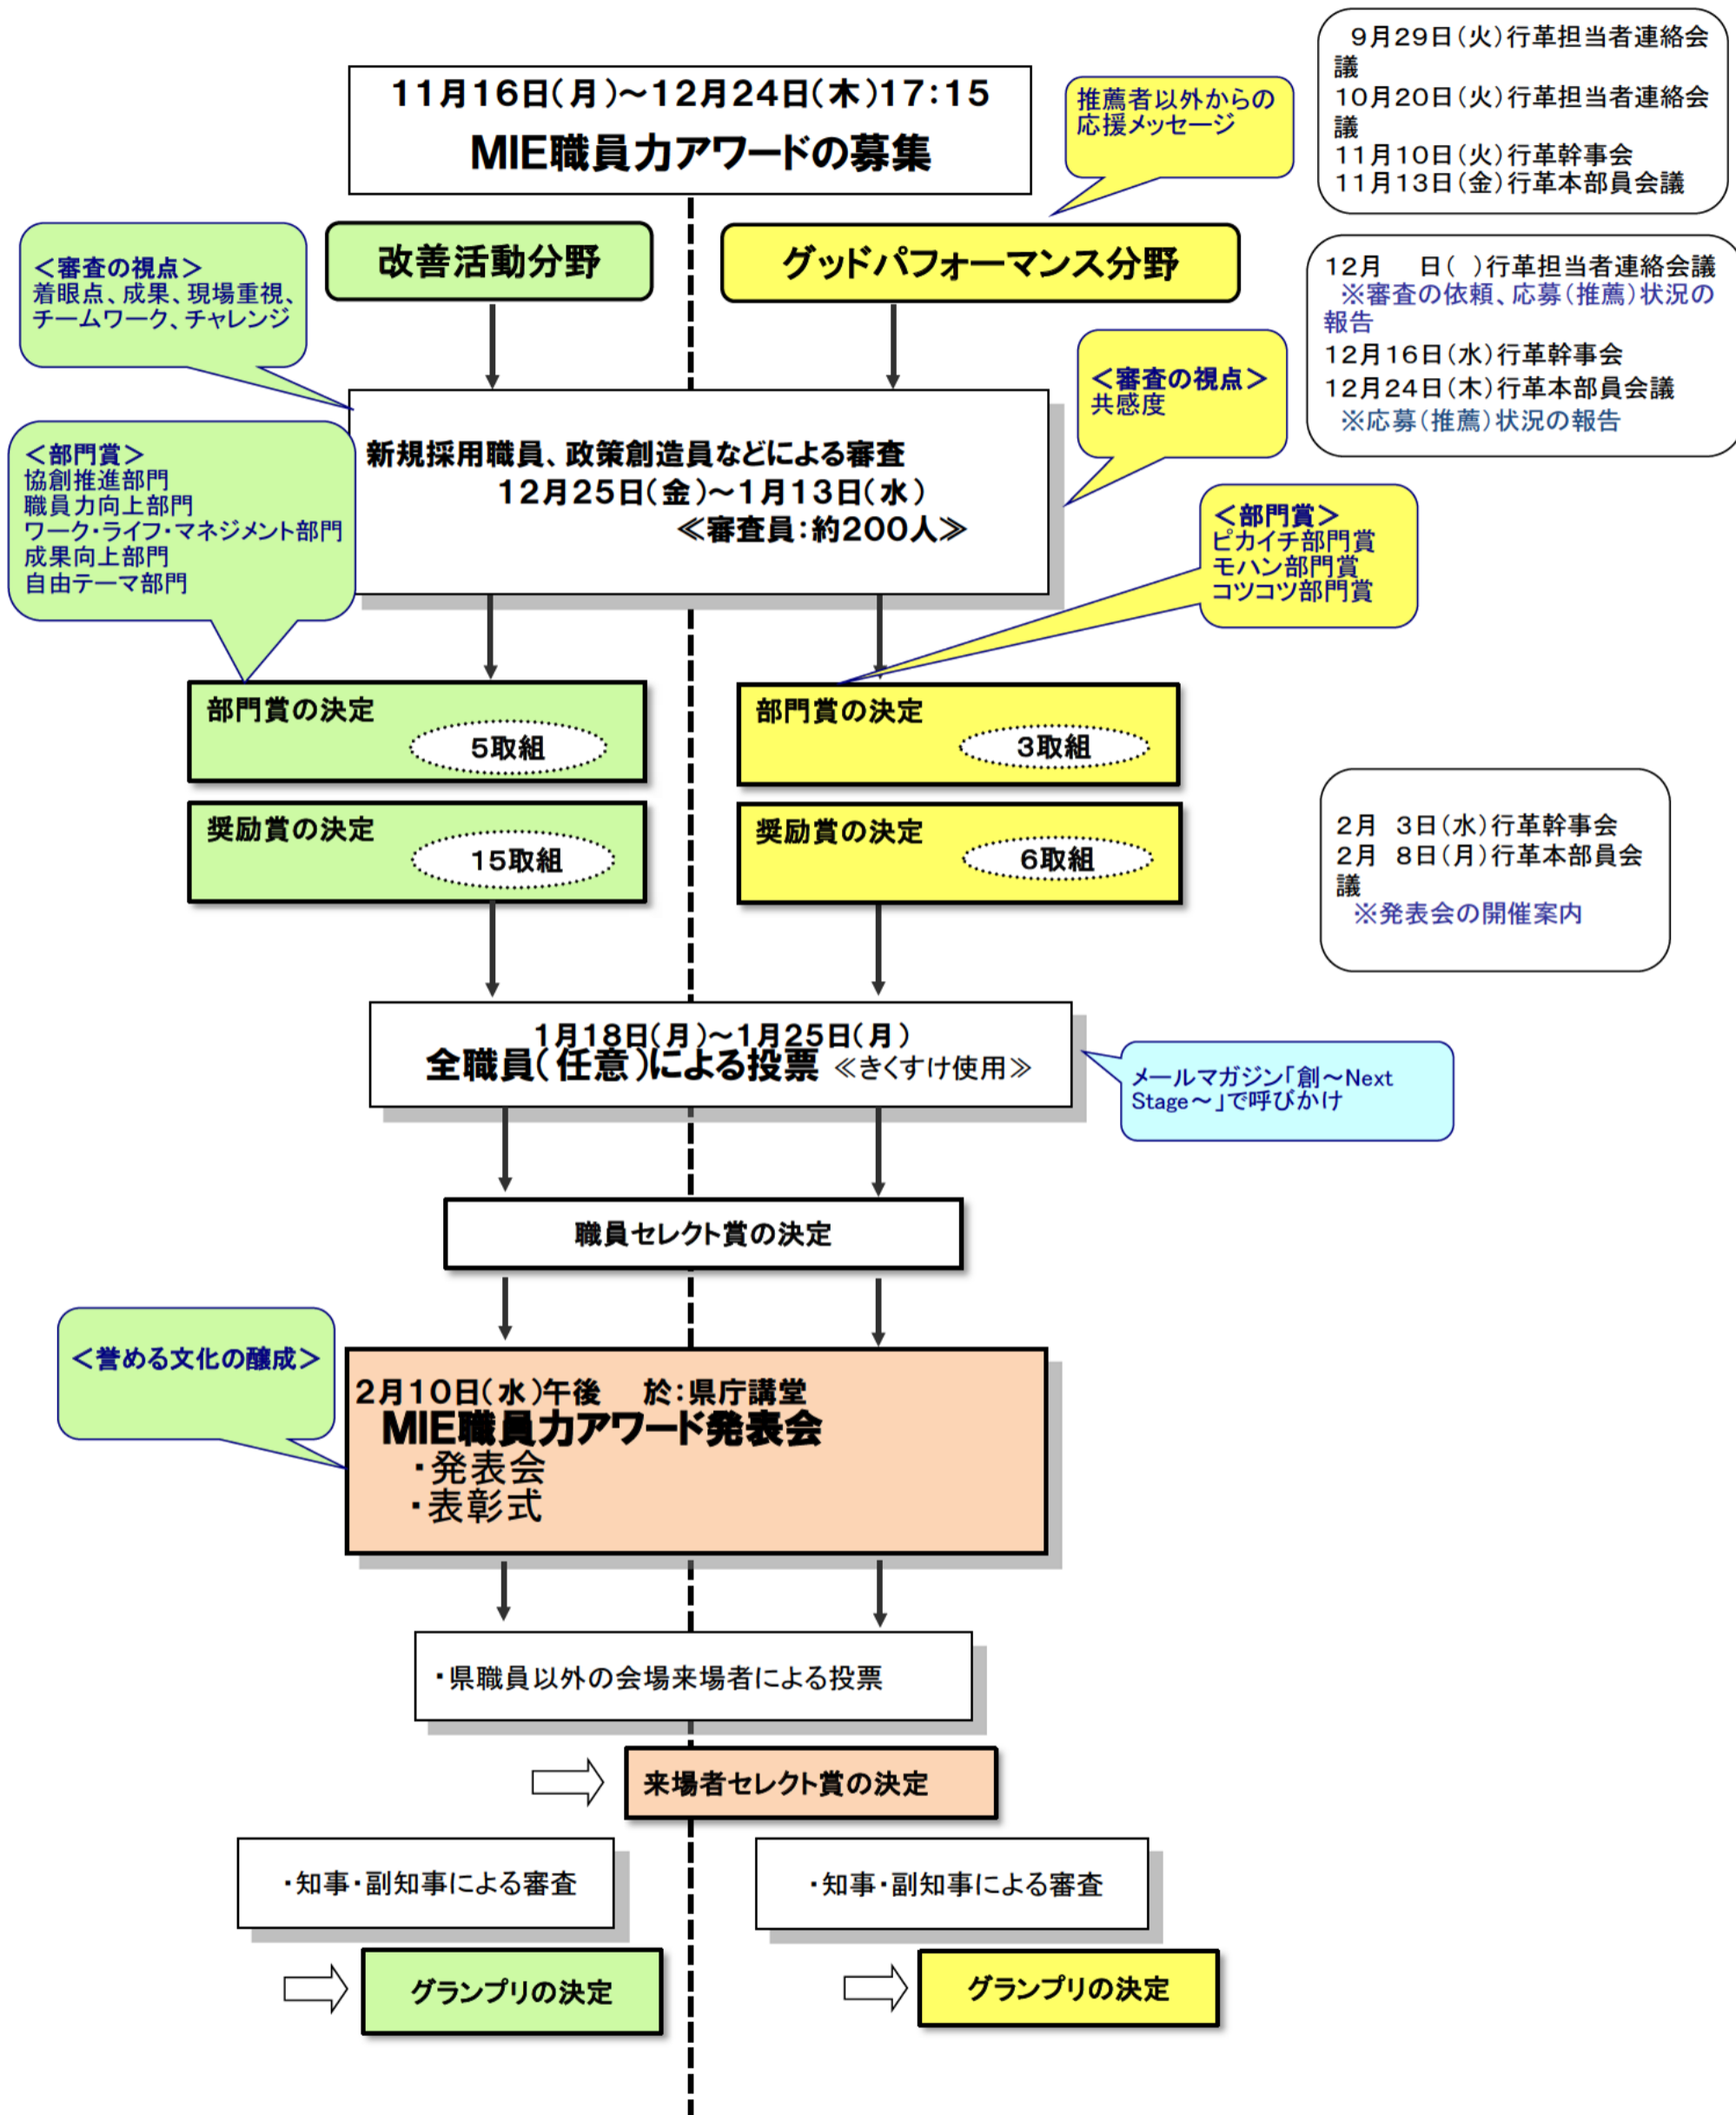 11月16日(月)～12月24日(木)17:15
MIE職員力アワードの募集
推薦者以外からの
応援メッセージ
9月29日(火)行革担当者連絡会
議
10月20日(火)行革担当者連絡会
議
11月10日(火)行革幹事会
11月13日(金)行革本部員会議
改善活動分野
グッドパフォーマンス分野
＜審査の視点＞
着眼点、成果、現場重視、
チームワーク、チャレンジ
12月　日(　)行革担当者連絡会議
※審査の依頼、応募(推薦)状況の
報告
12月16日(水)行革幹事会
12月24日(木)行革本部員会議
※応募(推薦)状況の報告
＜審査の視点＞
共感度
新規採用職員、政策創造員などによる審査
12月25日(金)～1月13日(水)
≪審査員:約200人≫
＜部門賞＞
協創推進部門
職員力向上部門
ワーク・ライフ・マネジメント部門
成果向上部門
自由テーマ部門
＜部門賞＞
ピカイチ部門賞
モハン部門賞
コツコツ部門賞
部門賞の決定
5取組
部門賞の決定
3取組
奨励賞の決定
15取組
奨励賞の決定
6取組
2月　3日(水)行革幹事会
2月　8日(月)行革本部員会
議
※発表会の開催案内
1月18日(月)～1月25日(月)
全職員(任意)による投票 ≪きくすけ使用≫
メールマガジン「創～Next
Stage～」で呼びかけ
職員セレクト賞の決定
＜誉める文化の醸成＞
2月10日(水)午後　於:県庁講堂
MIE職員力アワード発表会
・発表会
・表彰式
・県職員以外の会場来場者による投票
来場者セレクト賞の決定
・知事・副知事による審査
・知事・副知事による審査
グランプリの決定
グランプリの決定